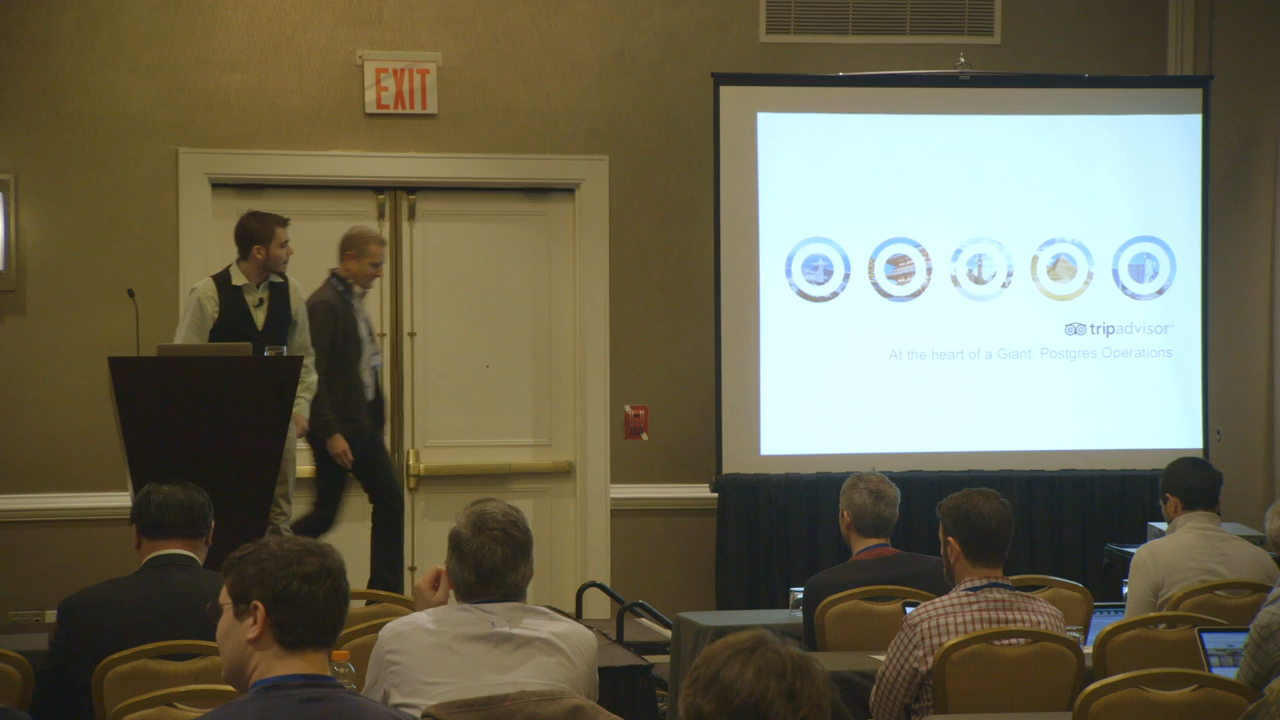 EXIT
tripadvisor
At the heart of a Giant: Postgres Operations